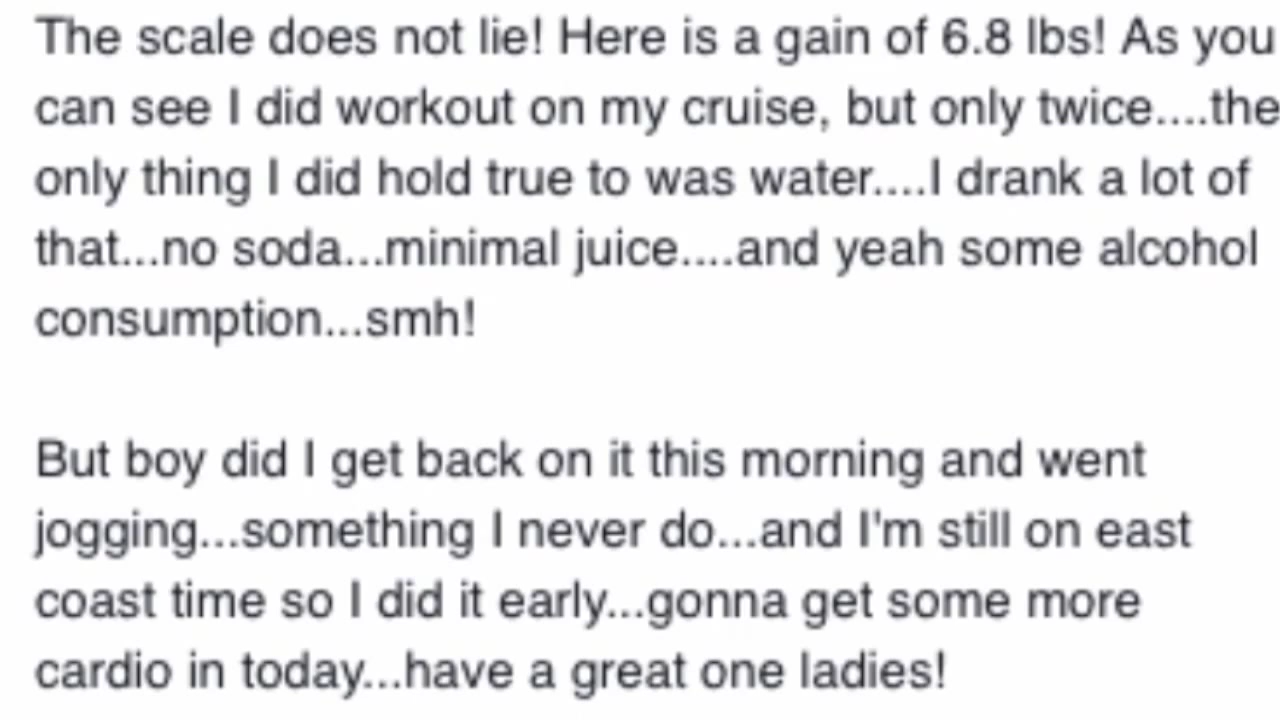 The scale does not lie! Here is a gain of 6.8 lbs! As you
can see I did workout on my cruise, but only twice....the
only thing I did hold true to was water....I drank a lot of
that...no soda...minimal juice....and yeah some alcohol
consumption...smh!
But boy did I get back on it this morning and went
jogging...something I never do...and I'm still on east
coast time so I did it early...gonna get some more
cardio in today...have a great one ladies!